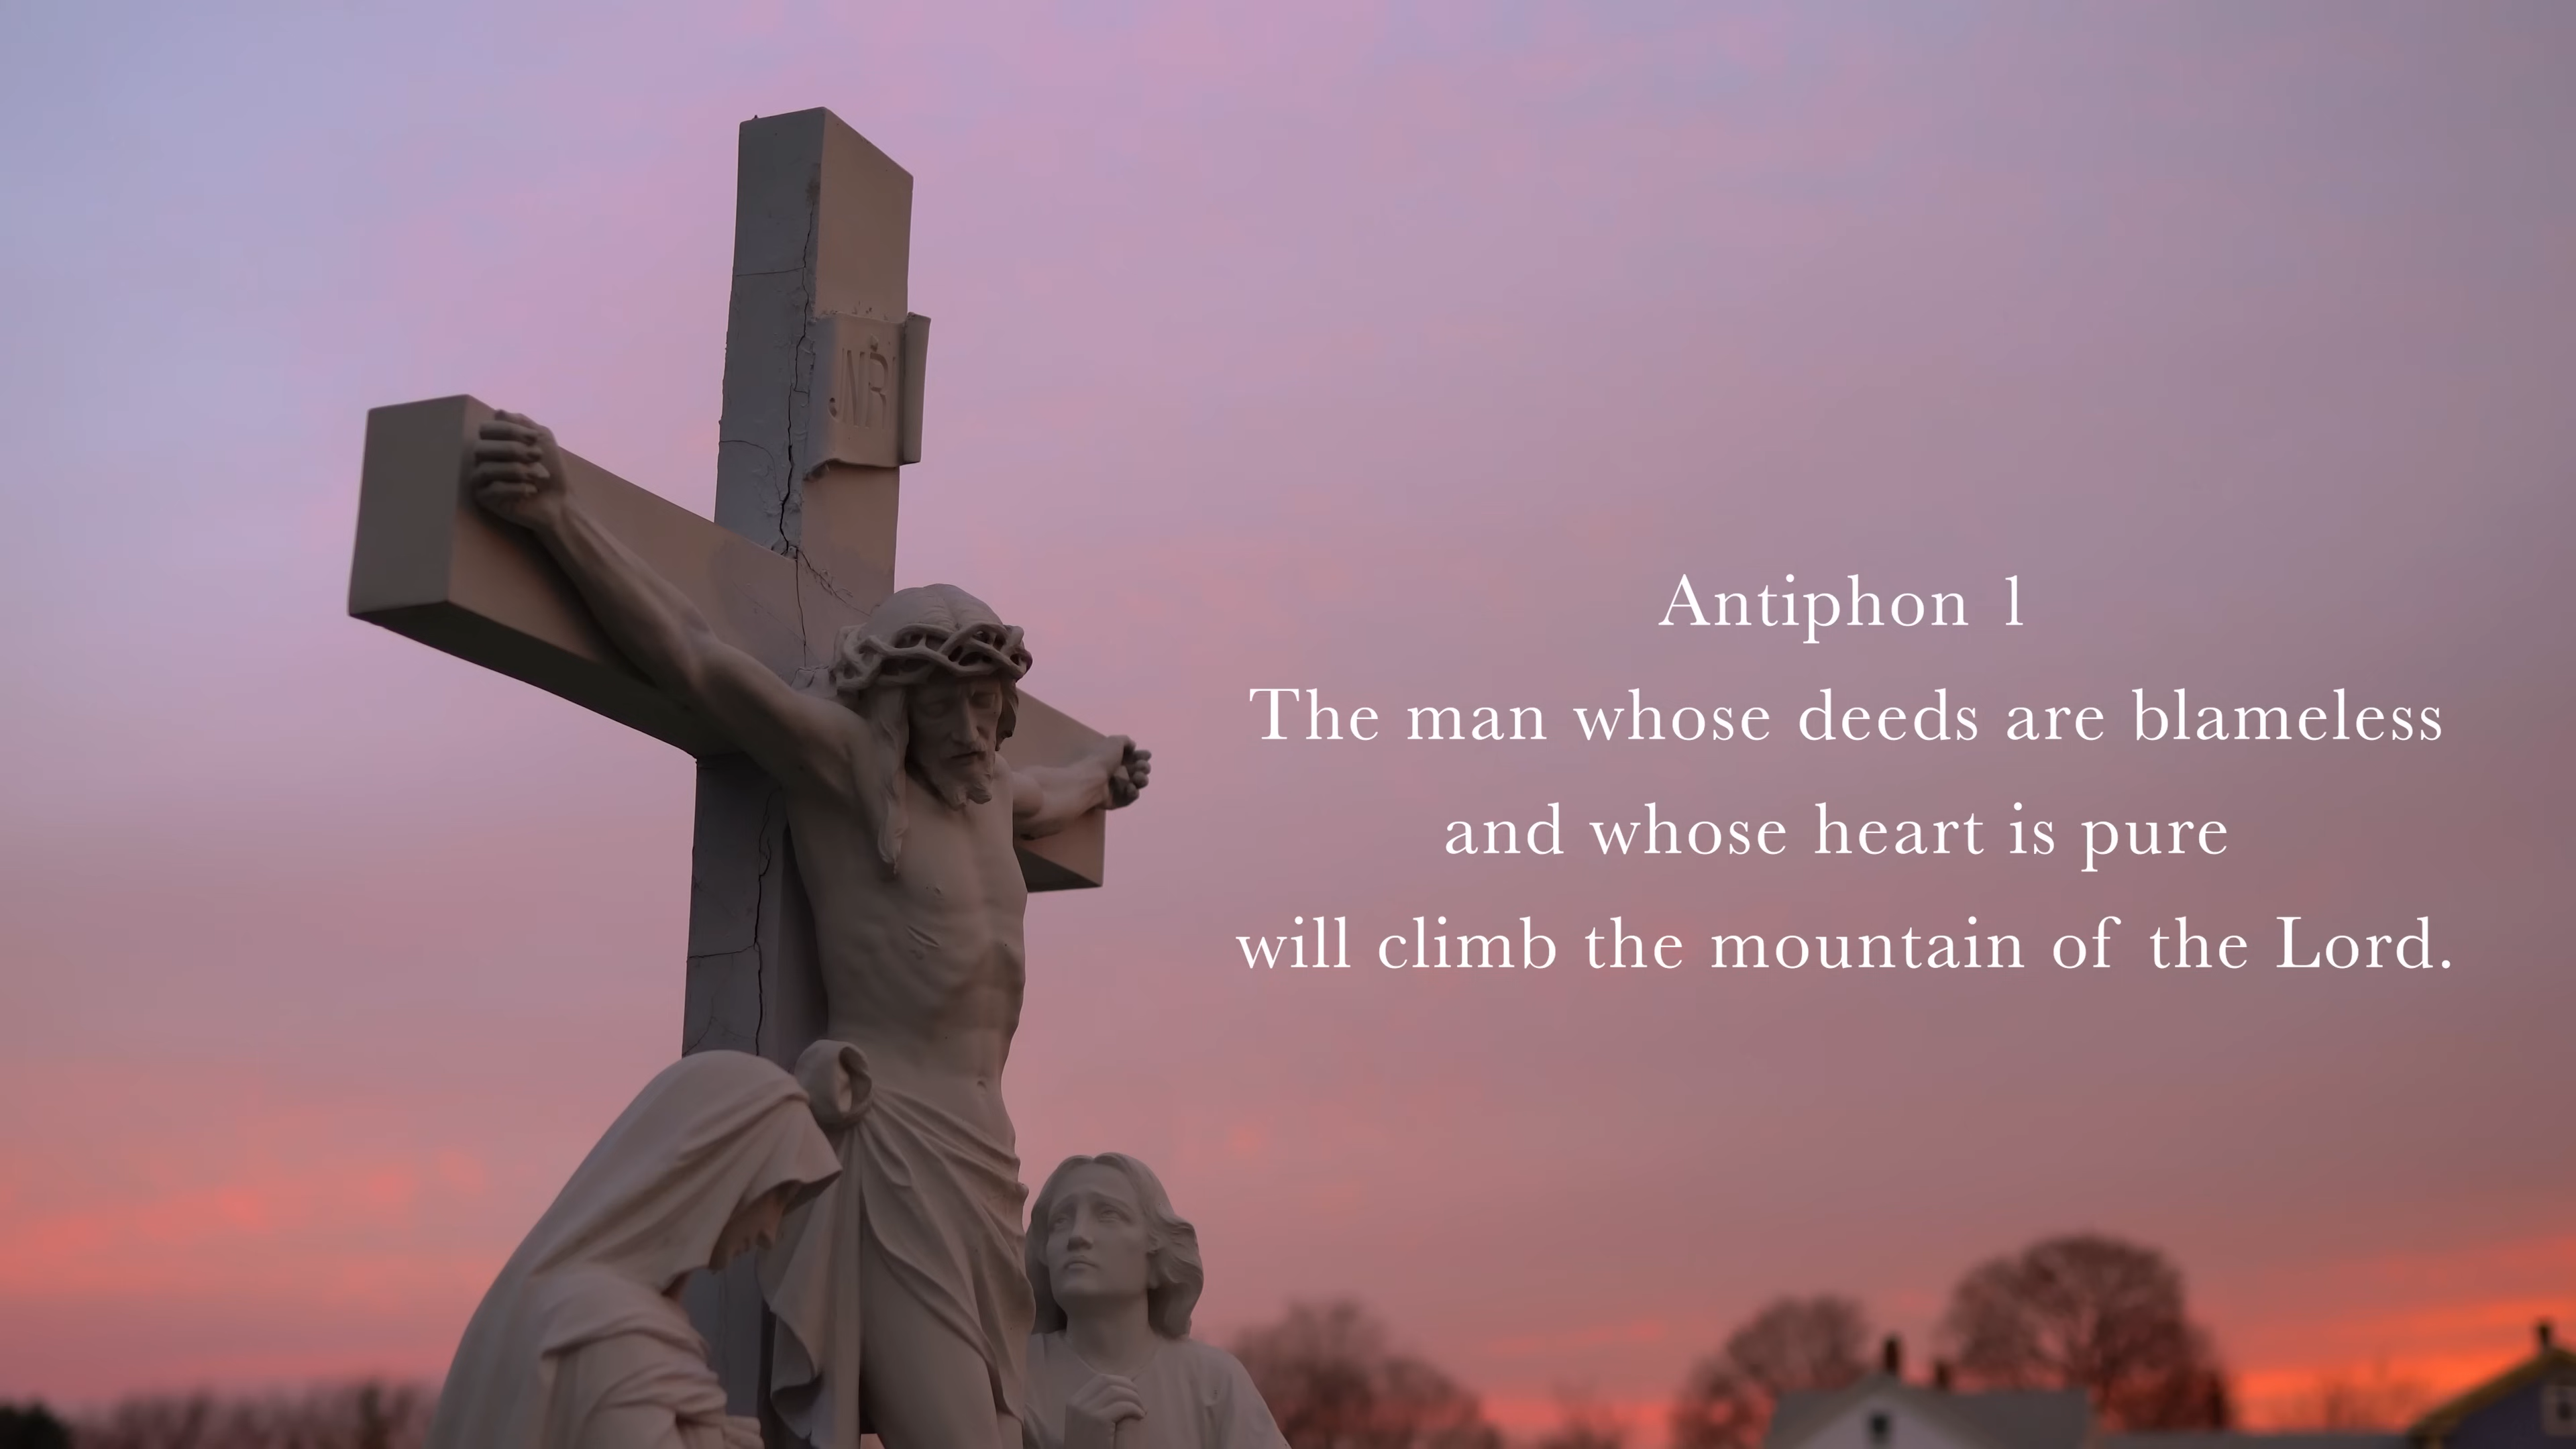 JNRI
Antiphon 1
The man whose deeds are blameless
and whose heart is pure
will climb the mountain of the Lord.